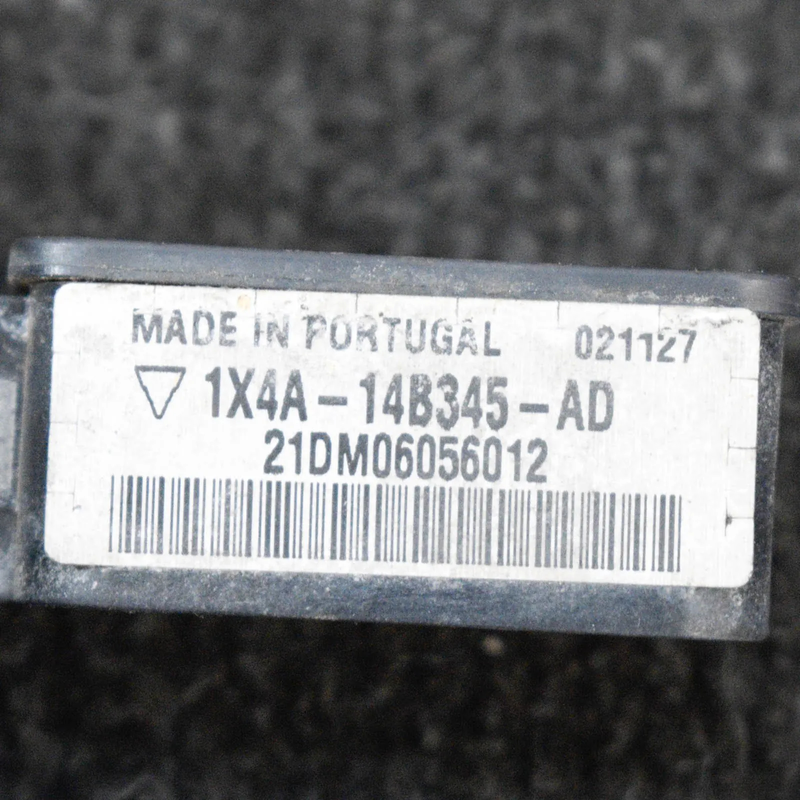 MADE IN PORTUGAL 021127
1X4A-14B345-AD
21DM06056012